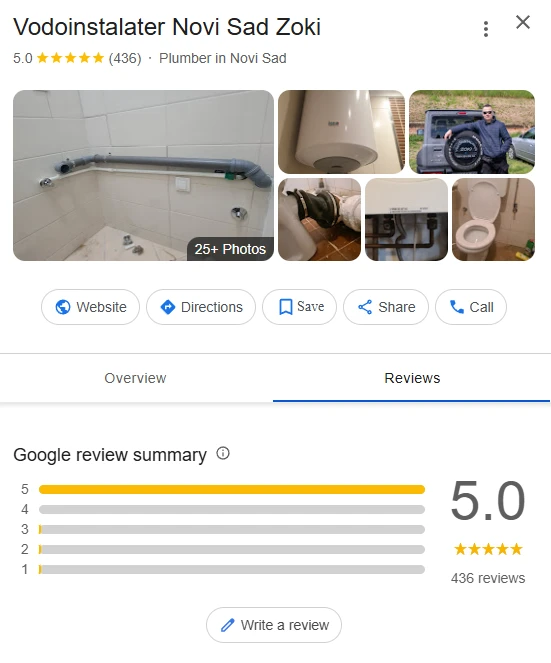 Vodoinstalater Novi Sad Zoki
5.0 (436) · Plumber in Novi Sad
25+ Photos
ZOKI
Website
Directions
Save
Share
Call
Overview
Reviews
Google review summary
5
4
3
2
1
5.0
436 reviews
Write a review